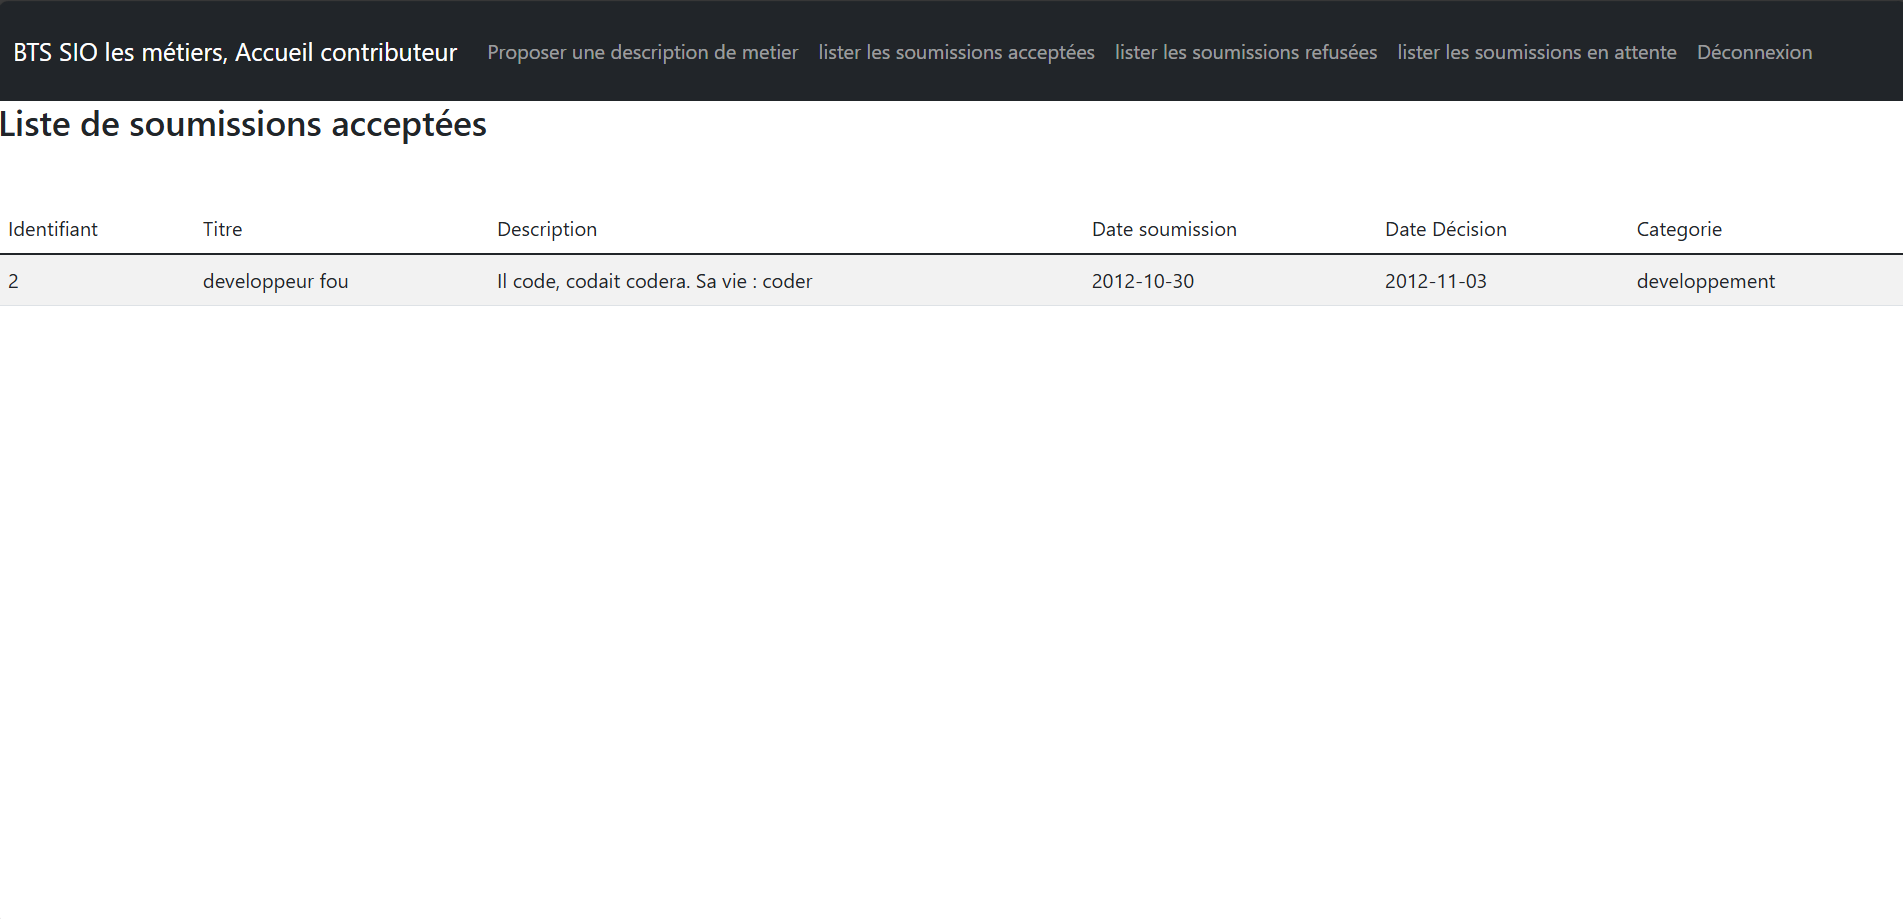 BTS SIO les métiers, Accueil contributeur Proposer une description de metier lister les soumissions acceptées lister les soumissions refusées lister les soumissions en attente Déconnexion
Liste de soumissions acceptées
Identifiant Titre Description Date soumission Date Décision Categorie
2 developpeur fou Il code, codait codera. Sa vie : coder 2012-10-30 2012-11-03 developpement